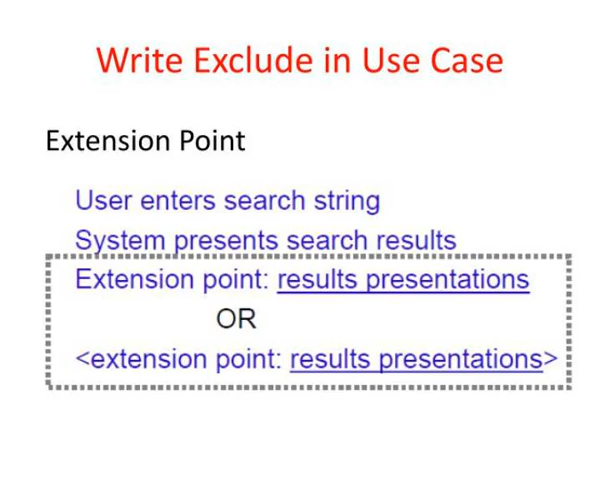 Write Exclude in Use Case
Extension Point
User enters search string
System presents search results
Extension point: results presentations
OR
<extension point: results presentations>